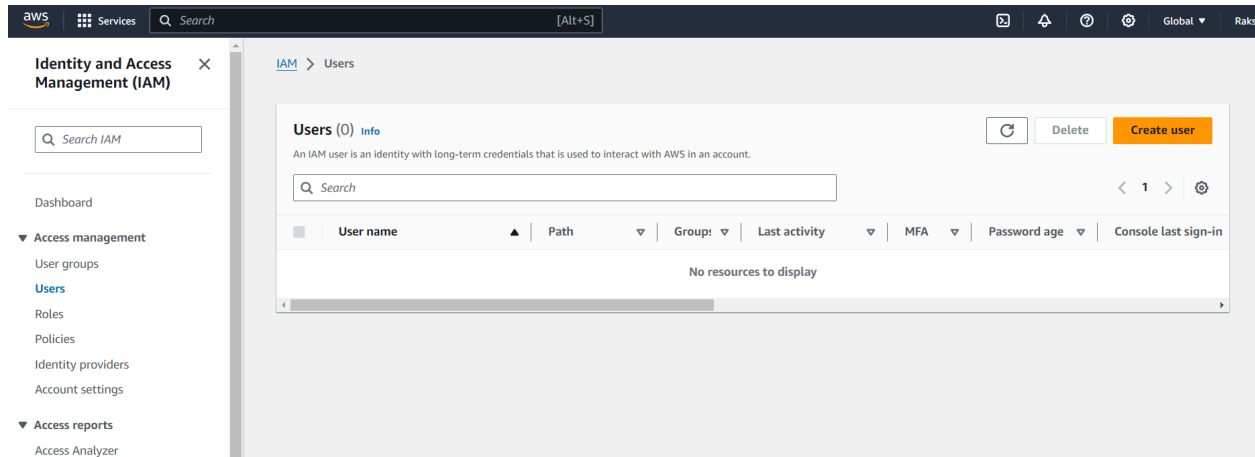 aws Services Search [Alt+S] Global Raks
Identity and Access
Management (IAM)
Search IAM
Dashboard
Access management
User groups
Users
Roles
Policies
Identity providers
Account settings
Access reports
Access Analyzer
IAM > Users
Users (0) Info
Delete
Create user
An IAM user is an identity with long-term credentials that is used to interact with AWS in an account.
Search
1
User name Path Groups Last activity MFA Password age Console last sign-in
No resources to display